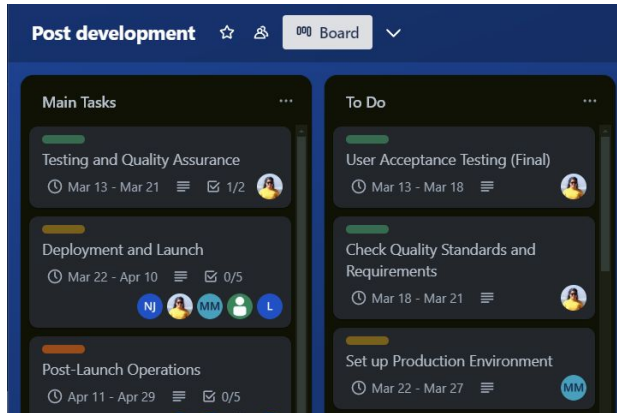 Post development
Board
Main Tasks
Testing and Quality Assurance
Mar 13 - Mar 21 1/2
Deployment and Launch
Mar 22 - Apr 10 0/5
NJ MM L
Post-Launch Operations
Apr 11 - Apr 29 0/5
To Do
User Acceptance Testing (Final)
Mar 13 - Mar 18
Check Quality Standards and
Requirements
Mar 18 - Mar 21
Set up Production Environment
Mar 22 - Mar 27
MM